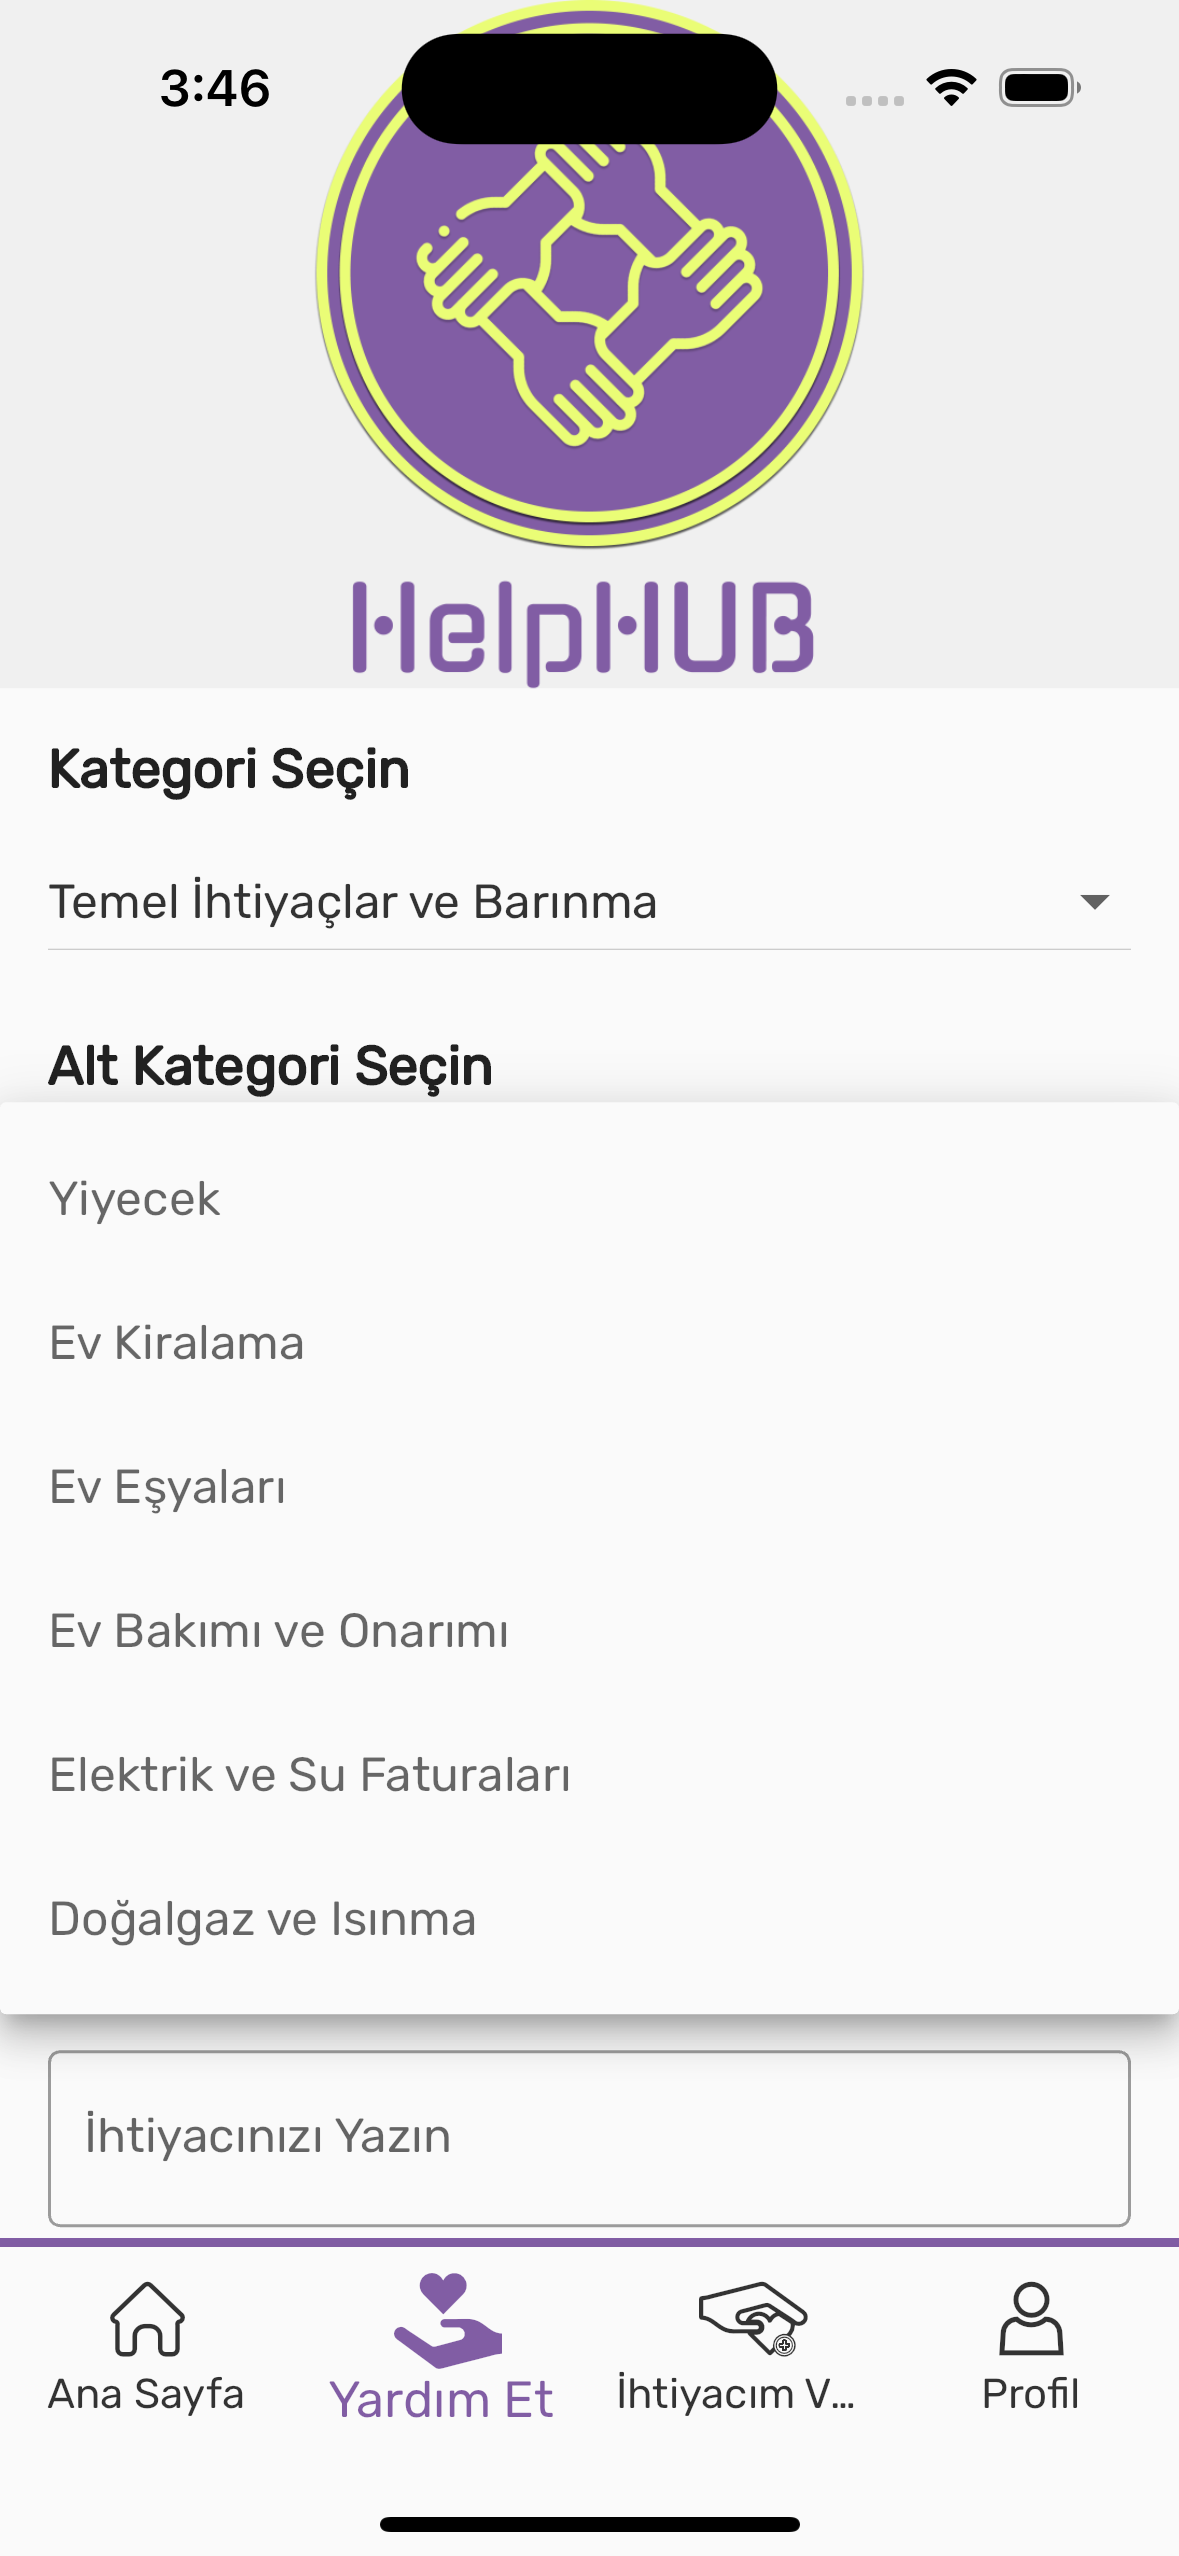 3:46
HelpHUB
Kategori Seçin
Temel İhtiyaçlar ve Barınma
Alt Kategori Seçin
Yiyecek
Ev Kiralama
Ev Eşyaları
Ev Bakımı ve Onarımı
Elektrik ve Su Faturaları
Doğalgaz ve Isınma
İhtiyacınızı Yazın
Ana Sayfa
Yardım Et
İhtiyacım V...
Profil